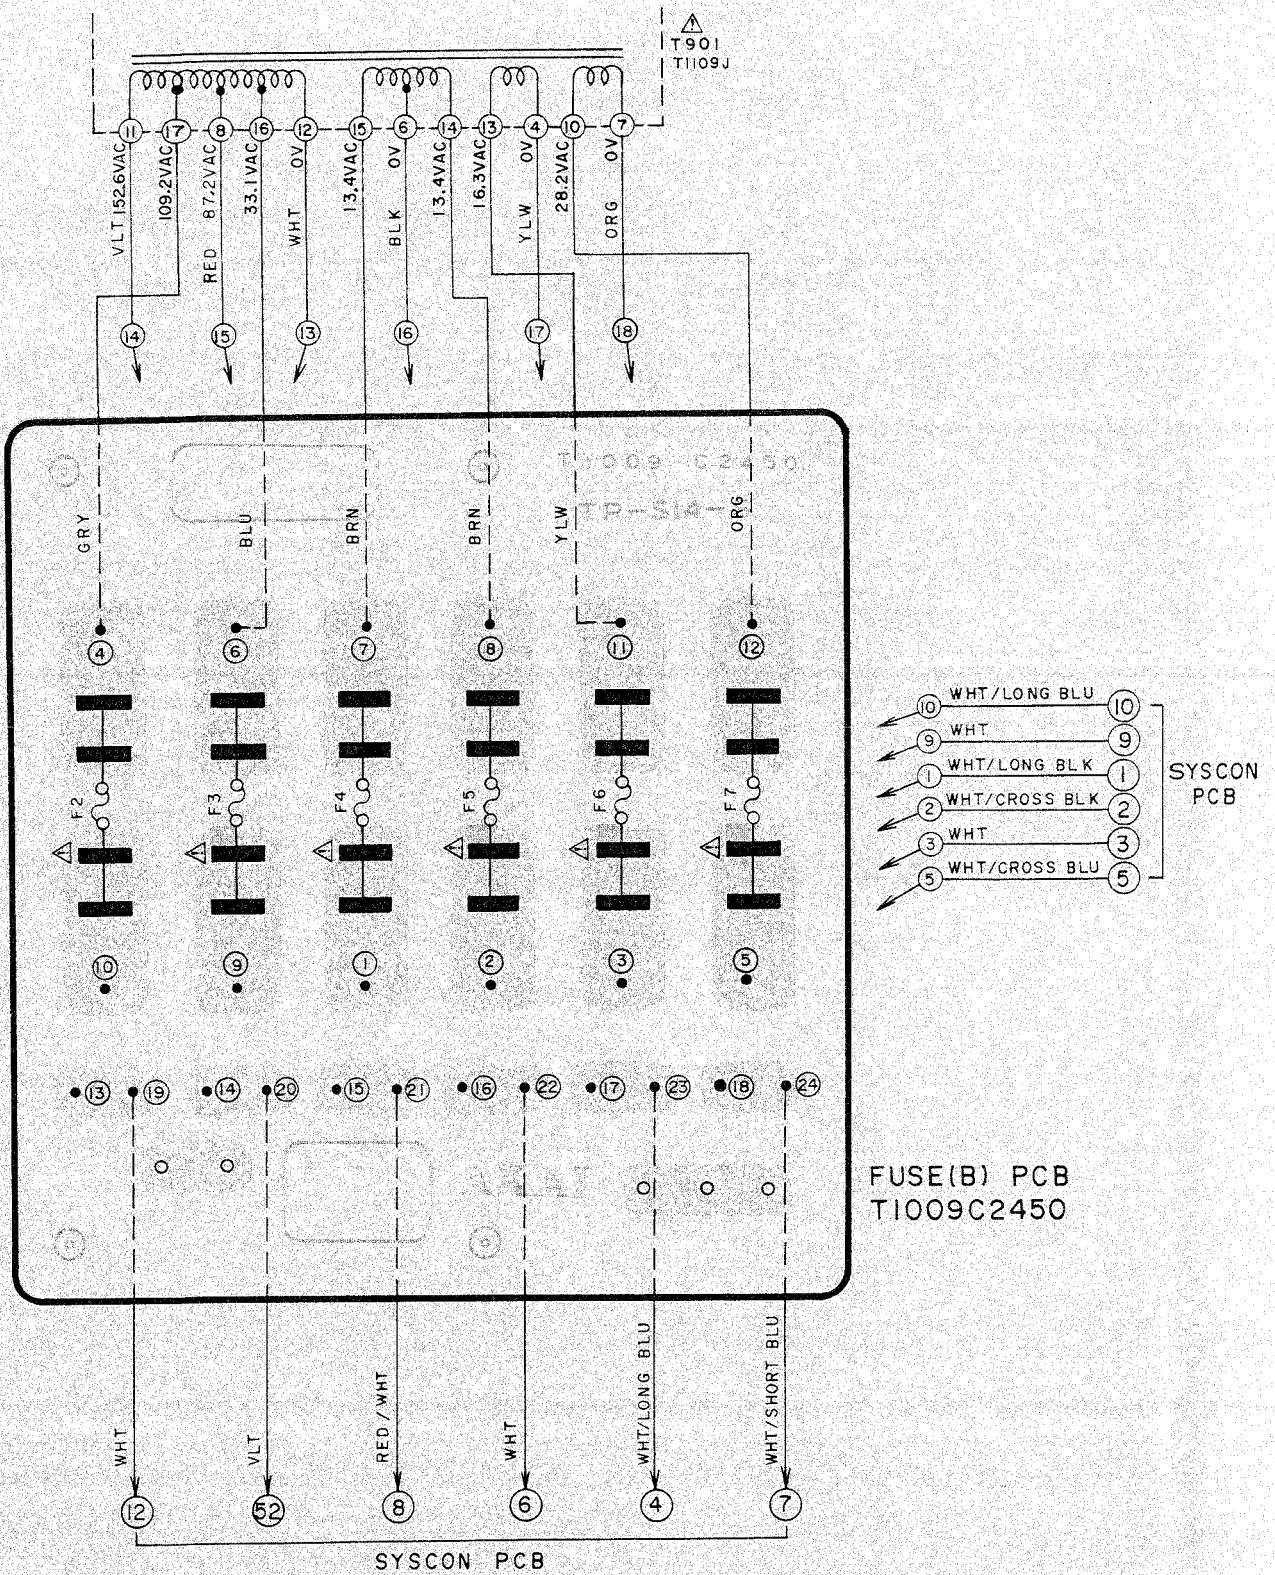 T901
T1109J
11 17 8 16 12 15 6 14 13 4 10 7
VLT 152.6VAC
109.2VAC
RED 87.2VAC
33.1VAC
WHT 0V
13.4VAC
BLK 0V
13.4VAC
16.3VAC
YLW 0V
28.2VAC
ORG 0V
14 15 13 16 17 18
T1009 C2450
GRY BLU BRN BRN YLW ORG
4 6 7 8 11 12
F2 F3 F4 F5 F6 F7
10 9 1 2 3 5
10 WHT/LONG BLU 10
9 WHT 9
1 WHT/LONG BLK 1
2 WHT/CROSS BLK 2
3 WHT 3
5 WHT/CROSS BLU 5
SYSCON
PCB
13 19 14 20 15 21 16 22 17 23 18 24
FUSE(B) PCB
T1009C2450
WHT
VLT
RED/WHT
WHT
WHT/LONG BLU
WHT/SHORT BLU
12 52 8 6 4 7
SYSCON PCB